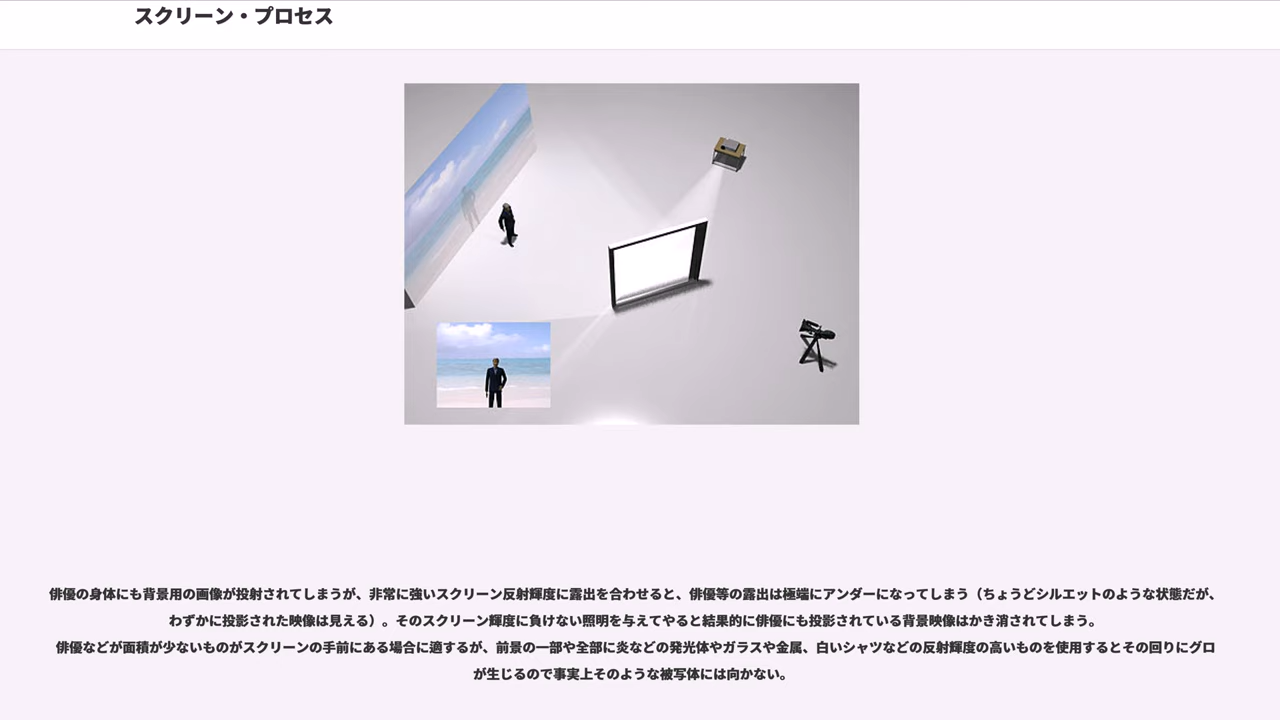 スクリーン・プロセス
俳優の身体にも背景用の画像が投射されてしまうが、非常に強いスクリーン反射輝度に露出を合わせると、俳優等の露出は極端にアンダーになってしまう（ちょうどシルエットのような状態だが、
わずかに投影された映像は見える）。そのスクリーン輝度に負けない照明を与えてやると結果的に俳優にも投影されている背景映像はかき消されてしまう。
俳優などが面積が少ないものがスクリーンの手前にある場合に適するが、前景の一部や全部に炎などの発光体やガラスや金属、白いシャツなどの反射輝度の高いものを使用するとその回りにグロ
が生じるので事実上そのような被写体には向かない。